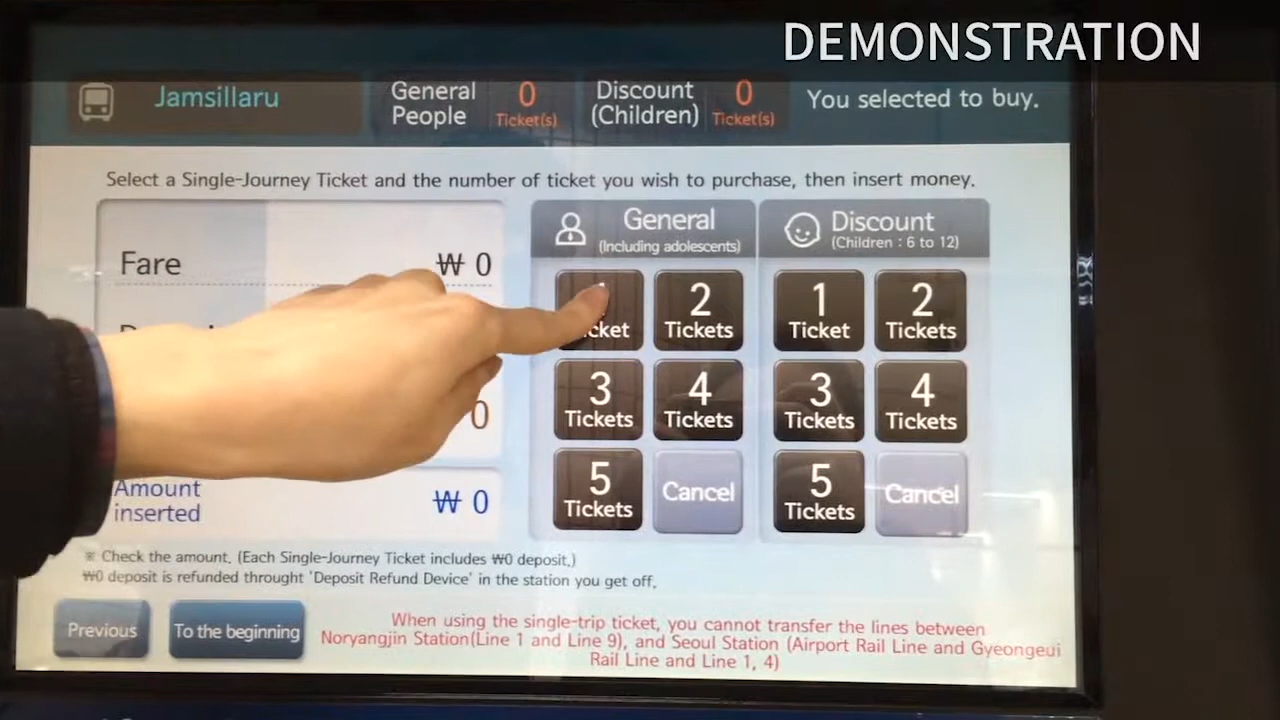 DEMONSTRATION
Jamsillaru
General
People
0
Ticket(s)
Discount
(Children)
0
Ticket(s)
You selected to buy.
Select a Single-Journey Ticket and the number of ticket you wish to purchase, then insert money.
Fare
₩ 0
0
Amount
inserted
₩ 0
General
(Including adolescents)
2
Tickets
3
Tickets
4
Tickets
5
Tickets
Cancel
Discount
(Children : 6 to 12)
1
Ticket
2
Tickets
3
Tickets
4
Tickets
5
Tickets
Cancel
※ Check the amount. (Each Single-Journey Ticket includes ₩0 deposit.)
₩0 deposit is refunded throught 'Deposit Refund Device' in the station you get off.
Previous
To the beginning
When using the single-trip ticket, you cannot transfer the lines between
Noryangjin Station(Line 1 and Line 9), and Seoul Station (Airport Rail Line and Gyeongeui
Rail Line and Line 1, 4)